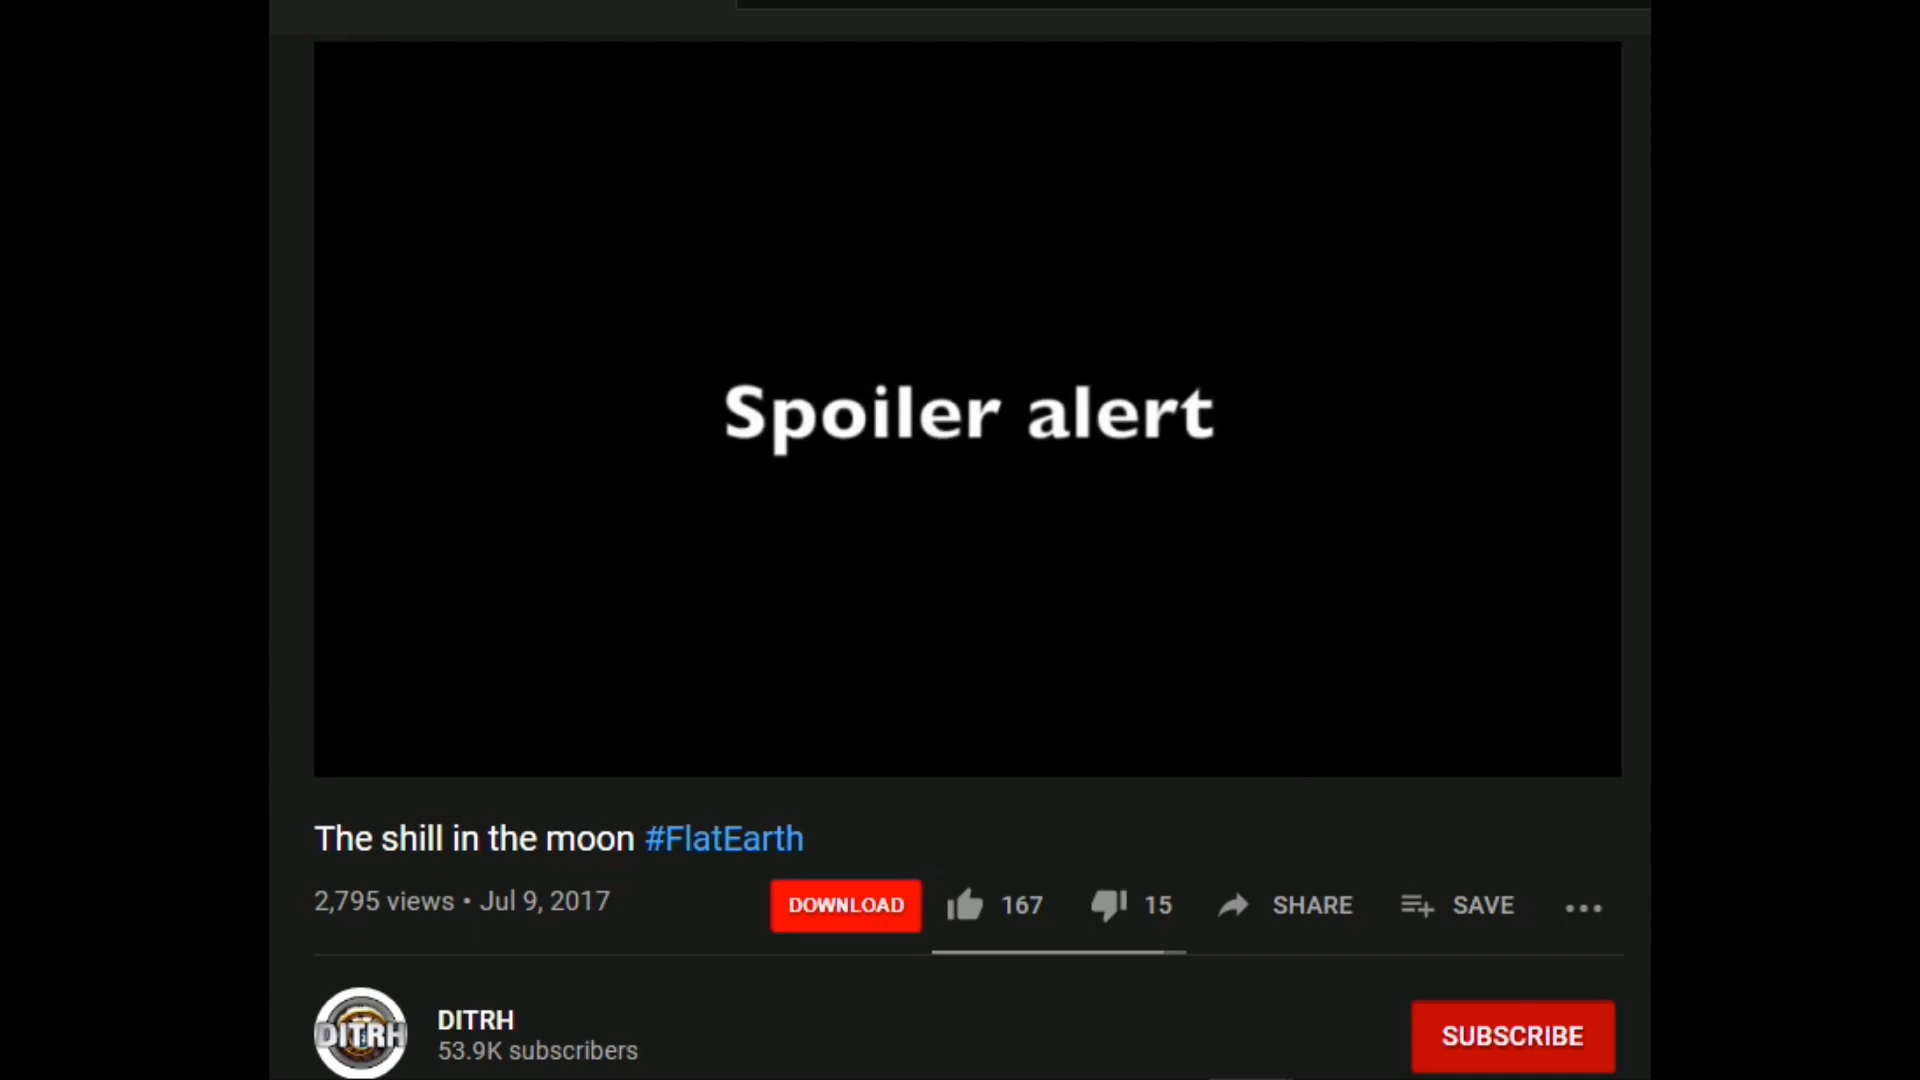 Spoiler alert
The shill in the moon #FlatEarth
2,795 views • Jul 9, 2017
DOWNLOAD
167
15
SHARE
SAVE
DITRH
DITRH
53.9K subscribers
SUBSCRIBE